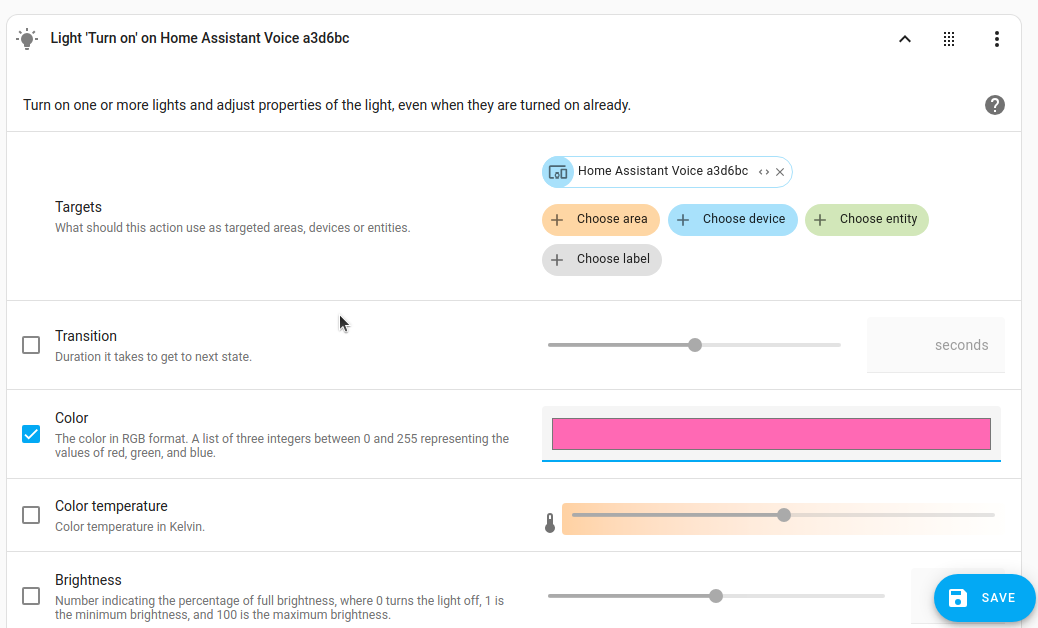 Light 'Turn on' on Home Assistant Voice a3d6bc
Turn on one or more lights and adjust properties of the light, even when they are turned on already.
Targets
What should this action use as targeted areas, devices or entities.
Home Assistant Voice a3d6bc
Choose area
Choose device
Choose entity
Choose label
Transition
Duration it takes to get to next state.
seconds
Color
The color in RGB format. A list of three integers between 0 and 255 representing the
values of red, green, and blue.
Color temperature
Color temperature in Kelvin.
Brightness
Number indicating the percentage of full brightness, where 0 turns the light off, 1 is
the minimum brightness, and 100 is the maximum brightness.
SAVE